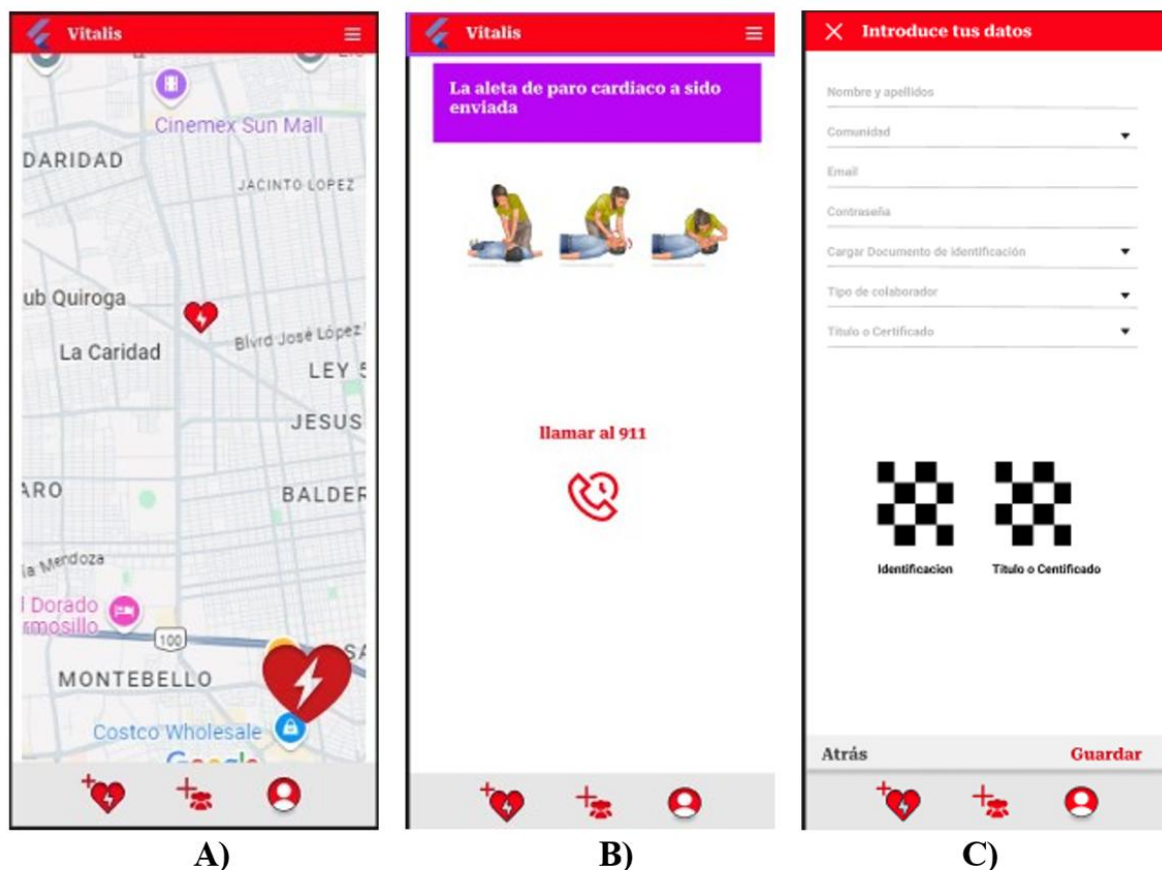 Vitalis
Cinemex Sun Mall
DARIDAD
JACINTO LOPEZ
ub Quiroga
Blvrd José López
La Caridad
LEY 5
JESUS
ARO
BALDER
ia Mendoza
l Dorado
rmosillo
100
SA
MONTEBELLO
Costco Wholesale
Google
A)
Vitalis
La aleta de paro cardiaco a sido
enviada
llamar al 911
B)
Introduce tus datos
Nombre y apellidos
Comunidad
Email
Contraseña
Cargar Documento de identificación
Tipo de colaborador
Titulo o Certificado
Identificacion
Titulo o Certificado
Atrás
Guardar
C)